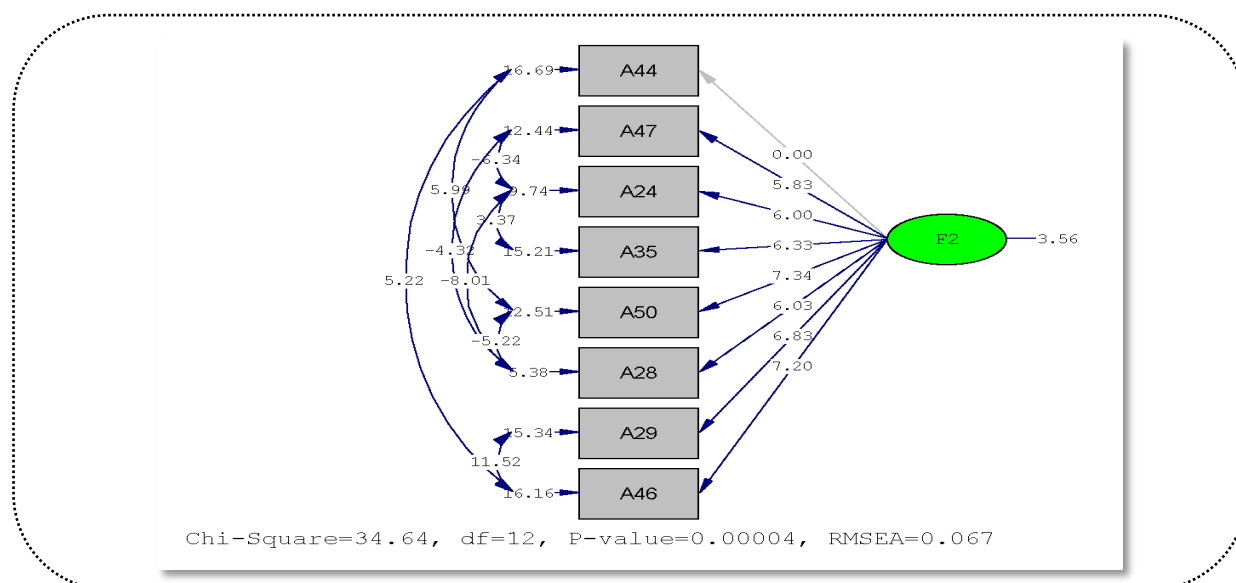 16.69 A44
12.44 A47
0.00
-6.34
5.83
5.99 9.74 A24
6.00
3.37
-4.32 15.21 A35 6.33 F2 3.56
5.22 -8.01
7.34
12.51 A50
6.03
-5.22
6.83
5.38 A28
7.20
15.34 A29
11.52
16.16 A46
Chi-Square=34.64, df=12, P-value=0.00004, RMSEA=0.067